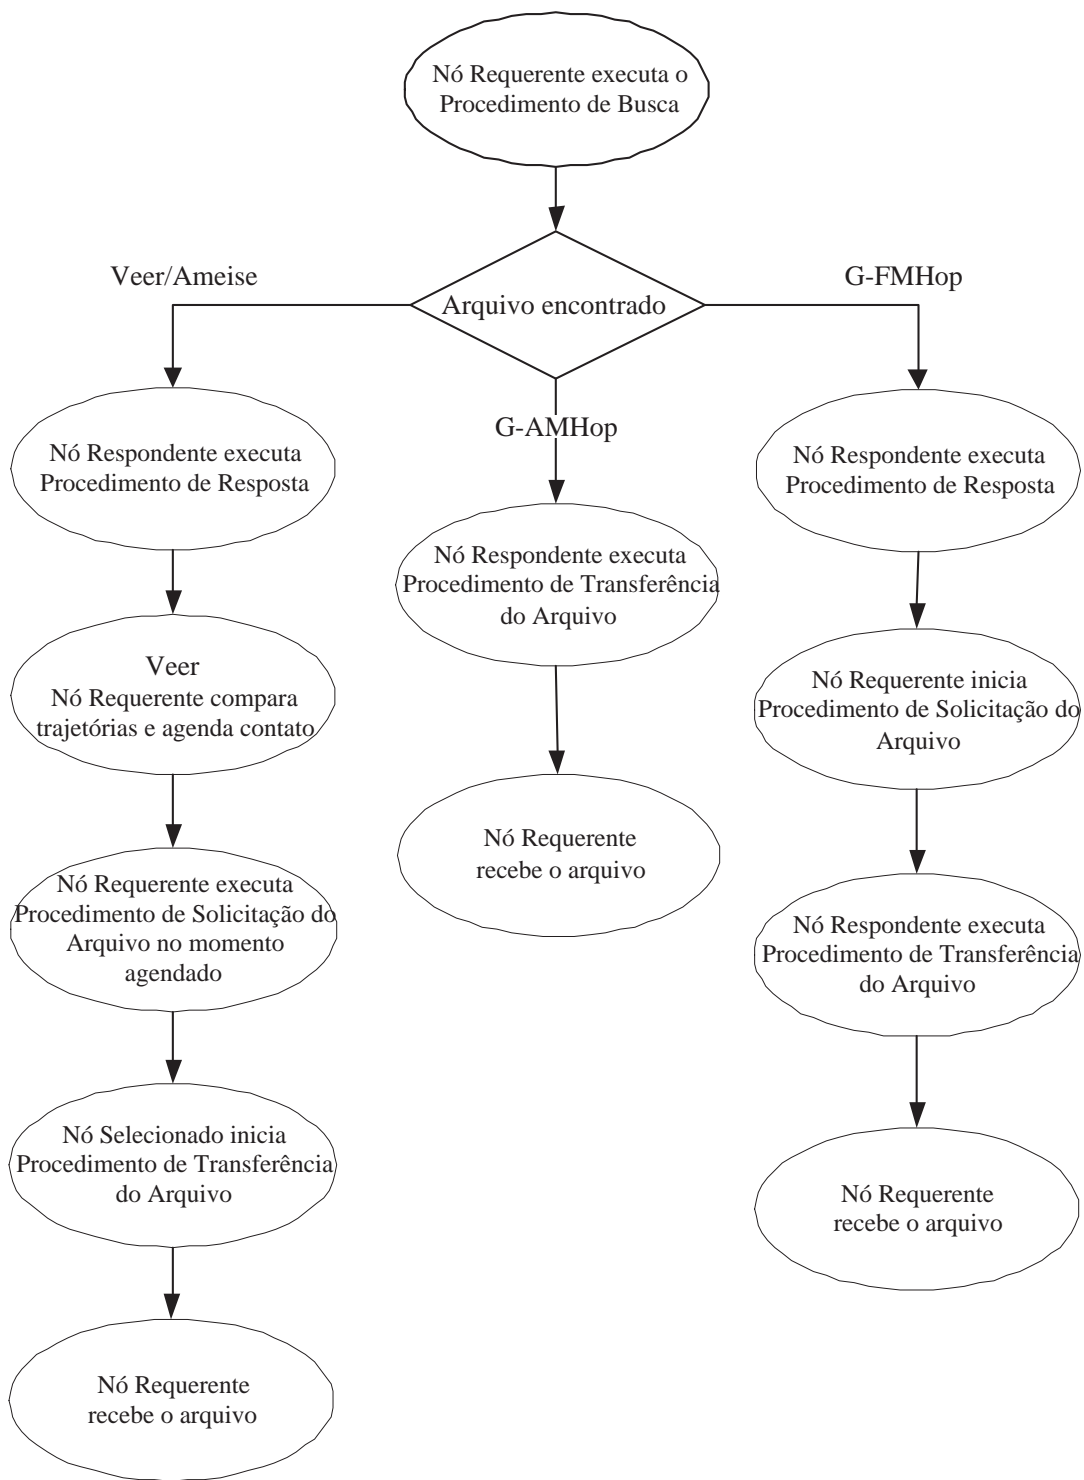 Nó Requerente executa o
Procedimento de Busca
Arquivo encontrado
Veer/Ameise
Nó Respondente executa
Procedimento de Resposta
Veer
Nó Requerente compara
trajetórias e agenda contato
Nó Requerente executa
Procedimento de Solicitação do
Arquivo no momento
agendado
Nó Selecionado inicia
Procedimento de Transferência
do Arquivo
Nó Requerente
recebe o arquivo
G-AMHop
Nó Respondente executa
Procedimento de Transferência
do Arquivo
Nó Requerente
recebe o arquivo
G-FMHop
Nó Respondente executa
Procedimento de Resposta
Nó Requerente inicia
Procedimento de Solicitação do
Arquivo
Nó Respondente executa
Procedimento de Transferência
do Arquivo
Nó Requerente
recebe o arquivo